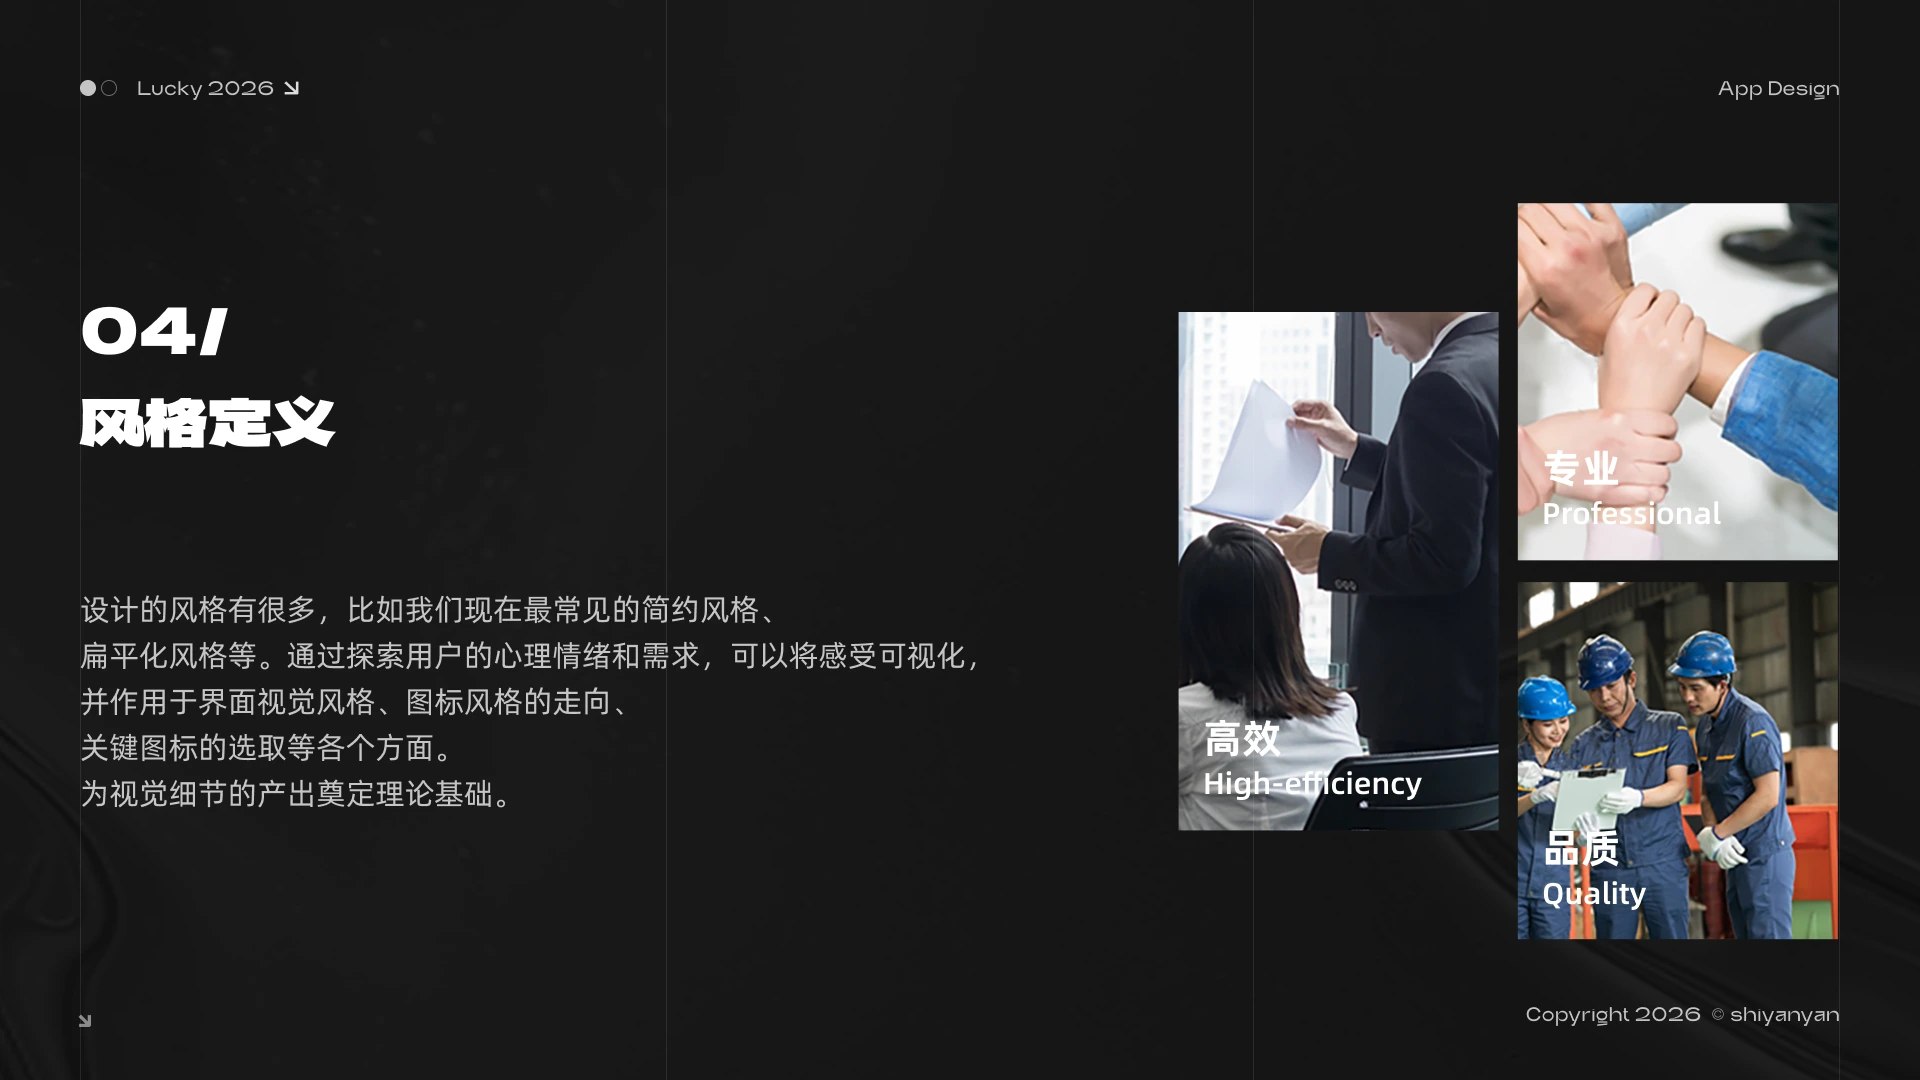 Lucky 2026
App Design
04/
风格定义
设计的风格有很多，比如我们现在最常见的简约风格、
扁平化风格等。通过探索用户的心理情绪和需求，可以将感受可视化，
并作用于界面视觉风格、图标风格的走向、
关键图标的选取等各个方面。
为视觉细节的产出奠定理论基础。
高效
High-efficiency
专业
Professional
品质
Quality
Copyright 2026 © shiyanyan